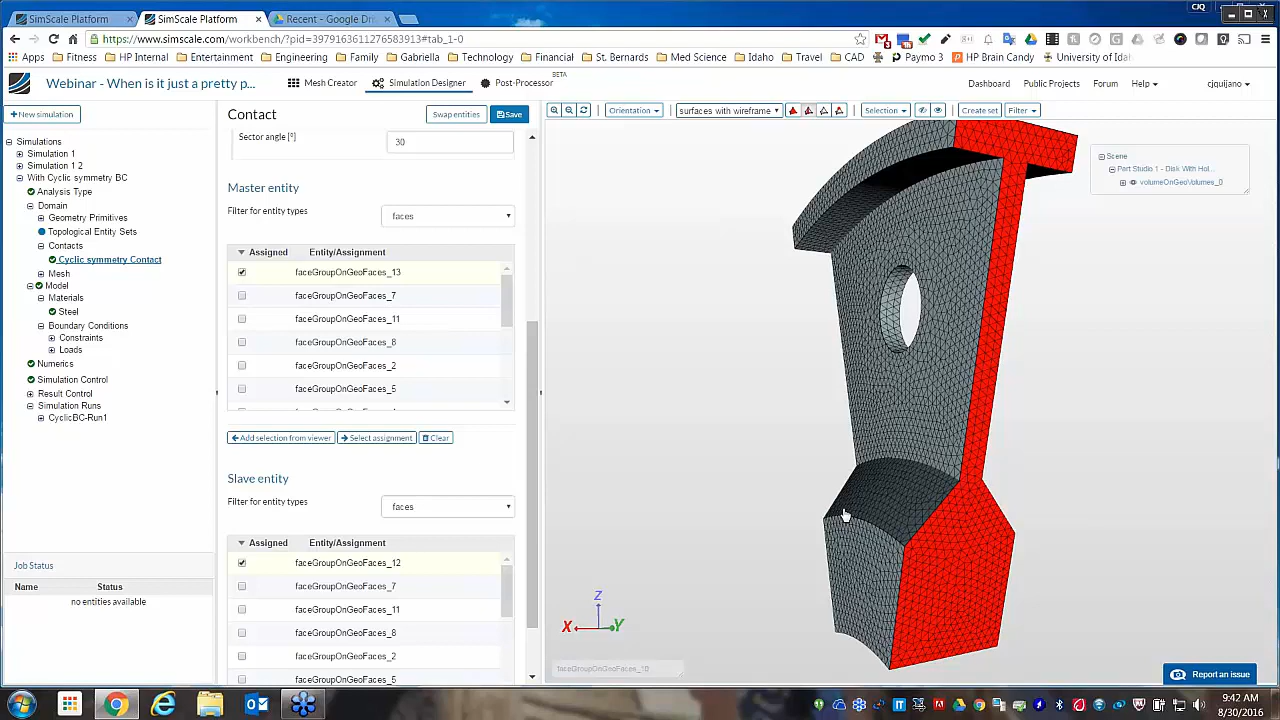 CIQ
SimScale Platform
SimScale Platform
Recent - Google Dri
https://www.simscale.com/workbench/?pid=3979163611276583913#tab_1-0
Apps
Fitness
HP Internal
Entertainment
Engineering
Family
Gabriella
Technology
Financial
St. Bernards
Med Science
Idaho
Travel
CAD
Paymo 3
HP Brain Candy
University of Idal
Webinar - When is it just a pretty p...
Mesh Creator
Simulation Designer
Post-Processor
BETA
Dashboard
Public Projects
Forum
Help
cjquijano
New simulation
Contact
Swap entities
Save
Orientation
surfaces with wireframe
Selection
Create set
Filter
Simulations
Simulation 1
Simulation 1 2
With Cyclic symmetry BC
Analysis Type
Domain
Geometry Primitives
Topological Entity Sets
Contacts
Cyclic symmetry Contact
Mesh
Model
Materials
Steel
Boundary Conditions
Constraints
Loads
Numerics
Simulation Control
Result Control
Simulation Runs
CyclicBC-Run1
Job Status
Name Status
no entities available
Sector angle [°]
30
Master entity
Filter for entity types
faces
Assigned Entity/Assignment
faceGroupOnGeoFaces_13
faceGroupOnGeoFaces_7
faceGroupOnGeoFaces_11
faceGroupOnGeoFaces_8
faceGroupOnGeoFaces_2
faceGroupOnGeoFaces_5
Add selection from viewer
Select assignment
Clear
Slave entity
Filter for entity types
faces
Assigned Entity/Assignment
faceGroupOnGeoFaces_12
faceGroupOnGeoFaces_7
faceGroupOnGeoFaces_11
faceGroupOnGeoFaces_8
faceGroupOnGeoFaces_2
faceGroupOnGeoFaces_5
Scene
Part Studio 1 - Disk With Hol...
volumeOnGeoVolumes_0
Z
X
Y
faceGroupOnGeoFaces_10
Report an issue
9:42 AM
8/30/2016